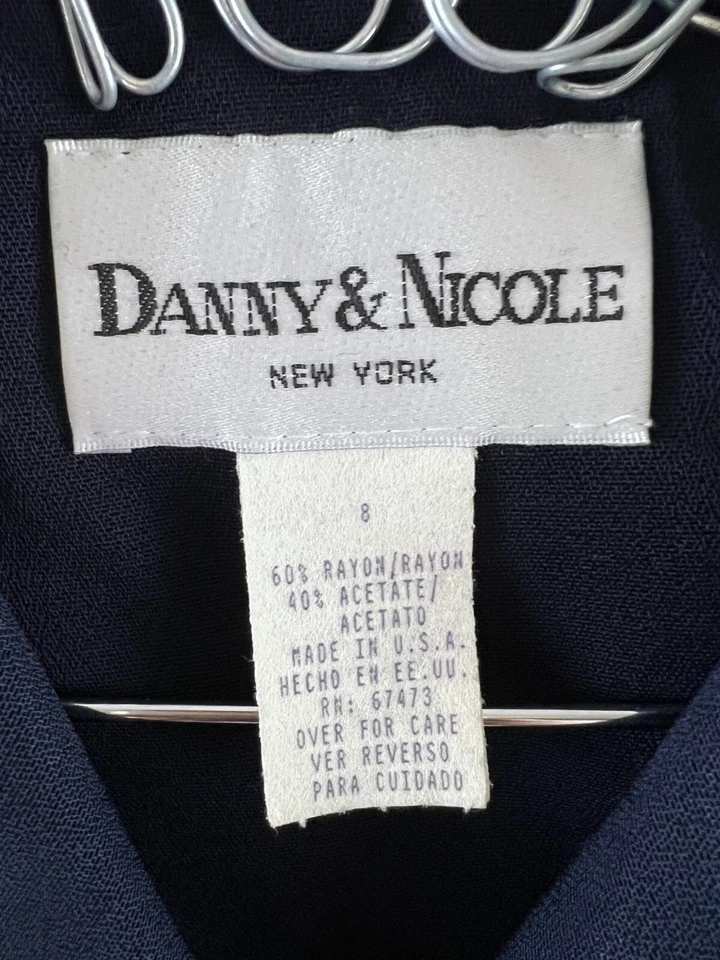 DANNY & NICOLE
NEW YORK
8
60% RAYON/RAYON
40% ACETATE/
ACETATO
MADE IN U.S.A.
HECHO EN EE.UU.
RN: 67473
OVER FOR CARE
VER REVERSO
PARA CUIDADO